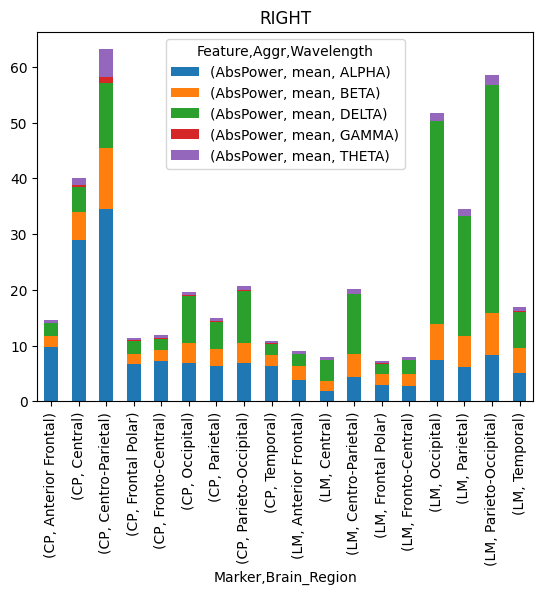 RIGHT
Feature,Aggr,Wavelength
(AbsPower, mean, ALPHA)
(AbsPower, mean, BETA)
(AbsPower, mean, DELTA)
(AbsPower, mean, GAMMA)
(AbsPower, mean, THETA)
60
50
40
30
20
10
0
(CP, Anterior Frontal)
(CP, Central)
(CP, Centro-Parietal)
(CP, Frontal Polar)
(CP, Fronto-Central)
(CP, Occipital)
(CP, Parietal)
(CP, Parieto-Occipital)
(CP, Temporal)
(LM, Anterior Frontal)
(LM, Central)
(LM, Centro-Parietal)
(LM, Frontal Polar)
(LM, Fronto-Central)
(LM, Occipital)
(LM, Parietal)
(LM, Parieto-Occipital)
(LM, Temporal)
Marker,Brain_Region